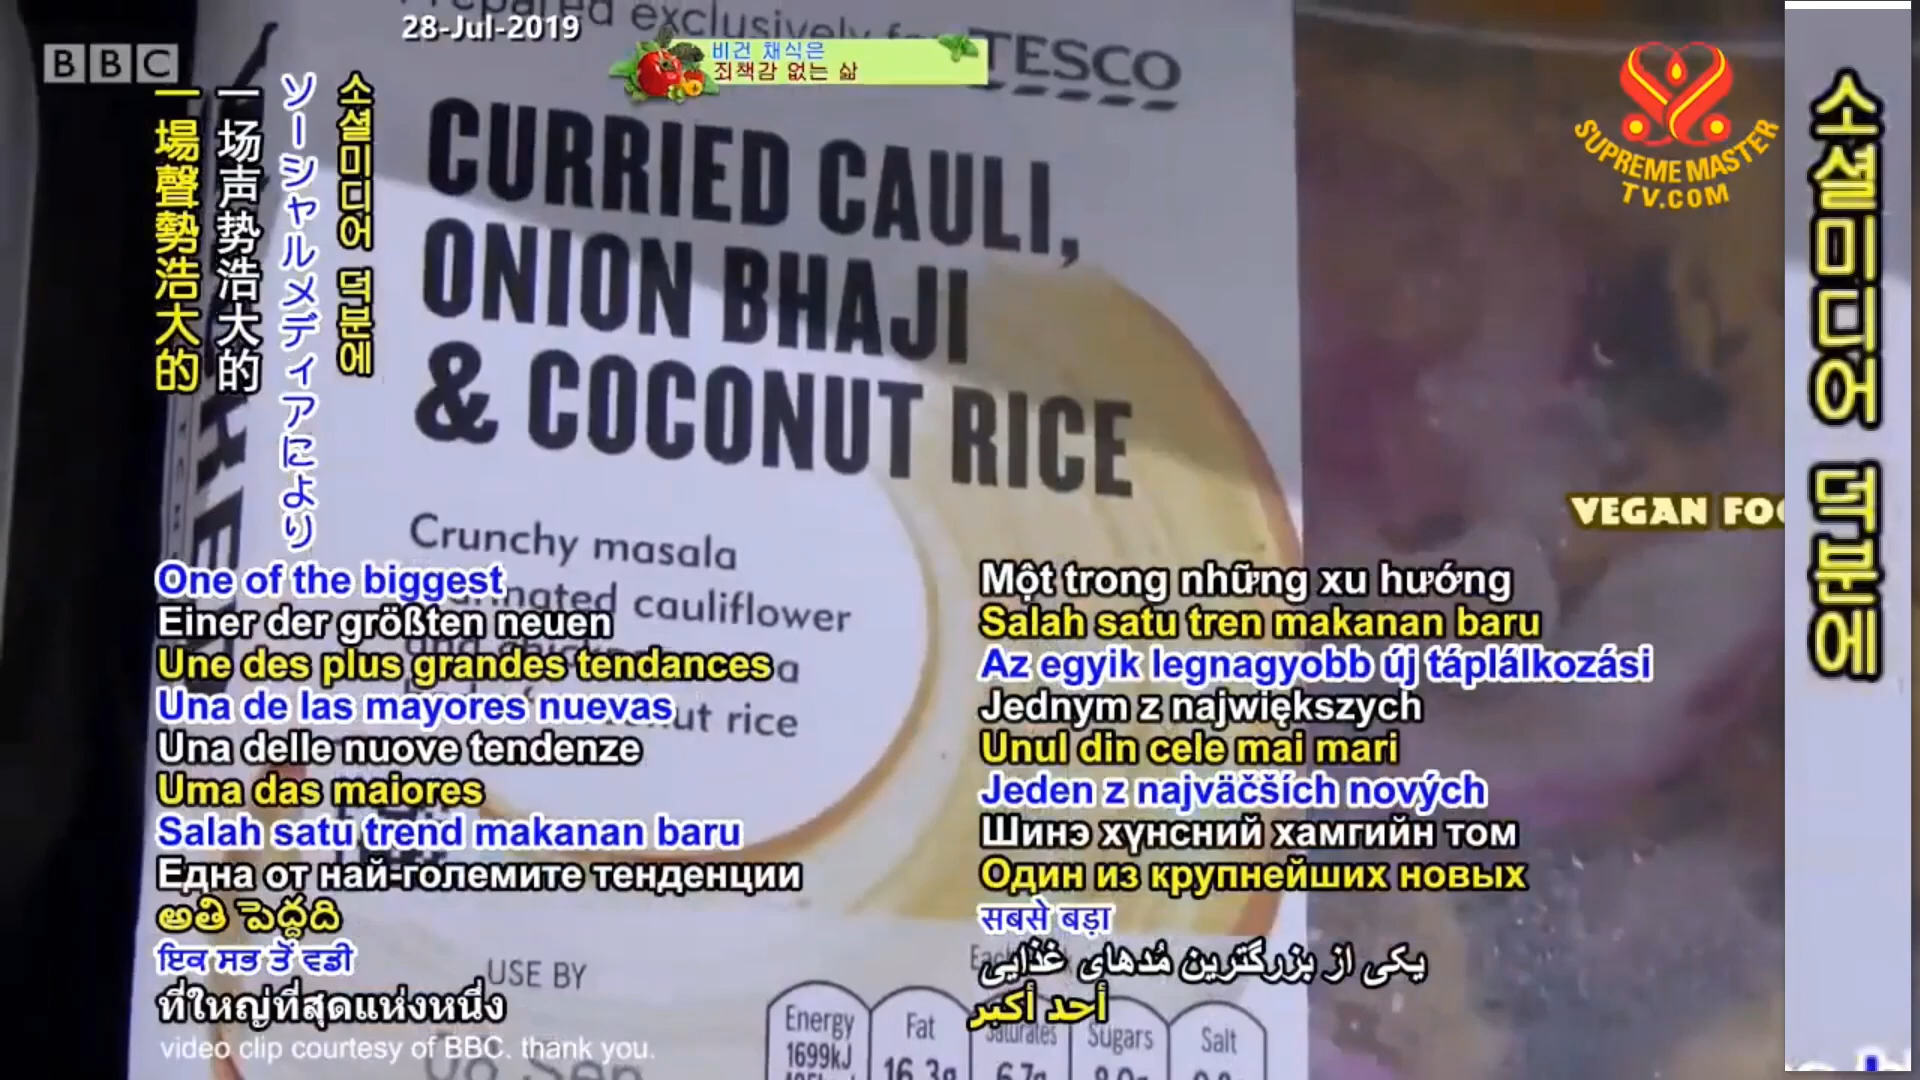 Prepared exclusively for
28-Jul-2019
BBC
비건 채식은
죄책감 없는 삶
TESCO
SUPREME MASTER
TV.COM
CURRIED CAULI,
ONION BHAJI
& COCONUT RICE
소셜미디어 덕분에
ソーシャルメディアにより
一场声势浩大的
一場聲勢浩大的
소셜미디어 덕분에
VEGAN FOO
Crunchy masala
cauliflower
rice
One of the biggest
Einer der größten neuen
Une des plus grandes tendances
Una de las mayores nuevas
Una delle nuove tendenze
Uma das maiores
Salah satu trend makanan baru
Една от най-големите тенденции
అతి పెద్దది
ਇਕ ਸਭ ਤੋਂ ਵਡੀ
ที่ใหญ่ที่สุดแห่งหนึ่ง
Một trong những xu hướng
Salah satu tren makanan baru
Az egyik legnagyobb új táplálkozási
Jednym z największych
Unul din cele mai mari
Jeden z najväčších nových
Шинэ хүнсний хамгийн том
Один из крупнейших новых
सबसे बड़ा
یکی از بزرگترین مُدهای غذایی
أحد أكبر
USE BY
Energy
1699kJ
Fat
16.3g
Saturates
6.7g
Sugars
Salt
video clip courtesy of BBC. thank you.